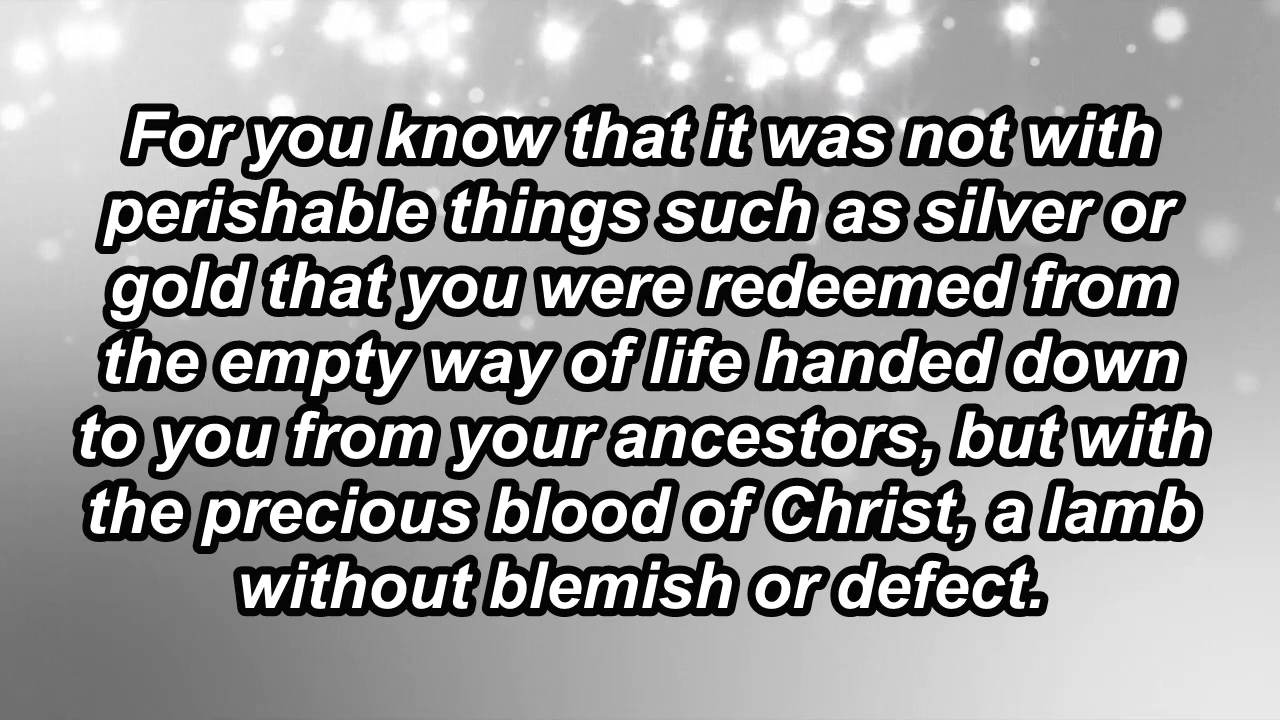 For you know that it was not with
perishable things such as silver or
gold that you were redeemed from
the empty way of life handed down
to you from your ancestors, but with
the precious blood of Christ, a lamb
without blemish or defect.